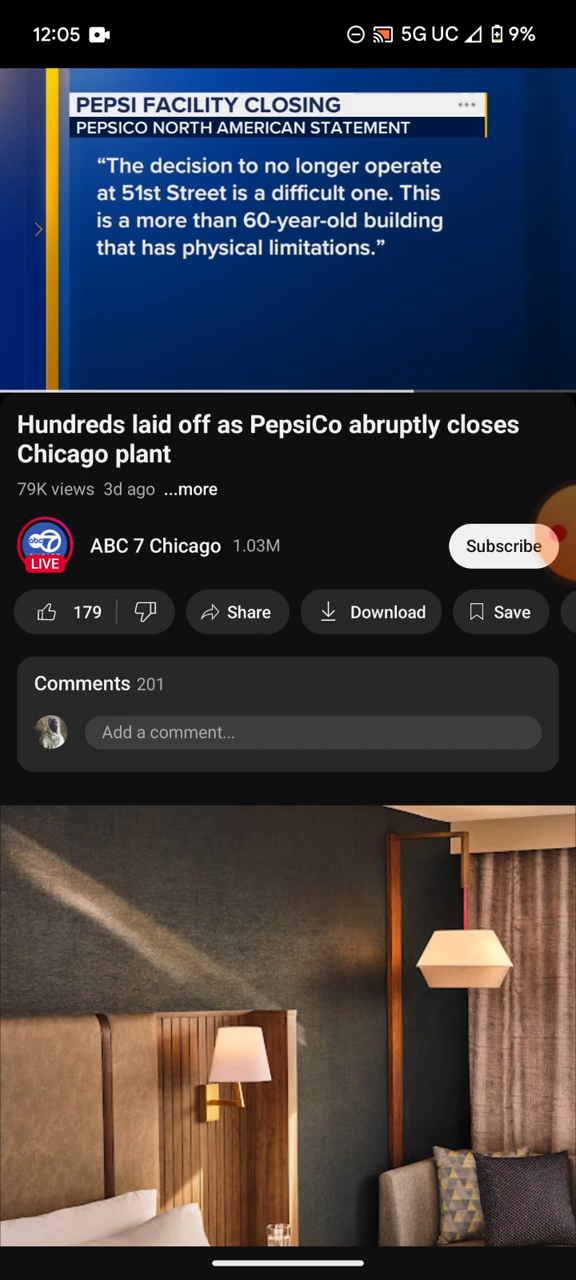 12:05
5G UC 9%
PEPSI FACILITY CLOSING
PEPSICO NORTH AMERICAN STATEMENT
“The decision to no longer operate
at 51st Street is a difficult one. This
is a more than 60-year-old building
that has physical limitations.”
Hundreds laid off as PepsiCo abruptly closes
Chicago plant
79K views 3d ago ...more
abc 7
LIVE
ABC 7 Chicago 1.03M
Subscribe
179
Share
Download
Save
Comments 201
Add a comment...